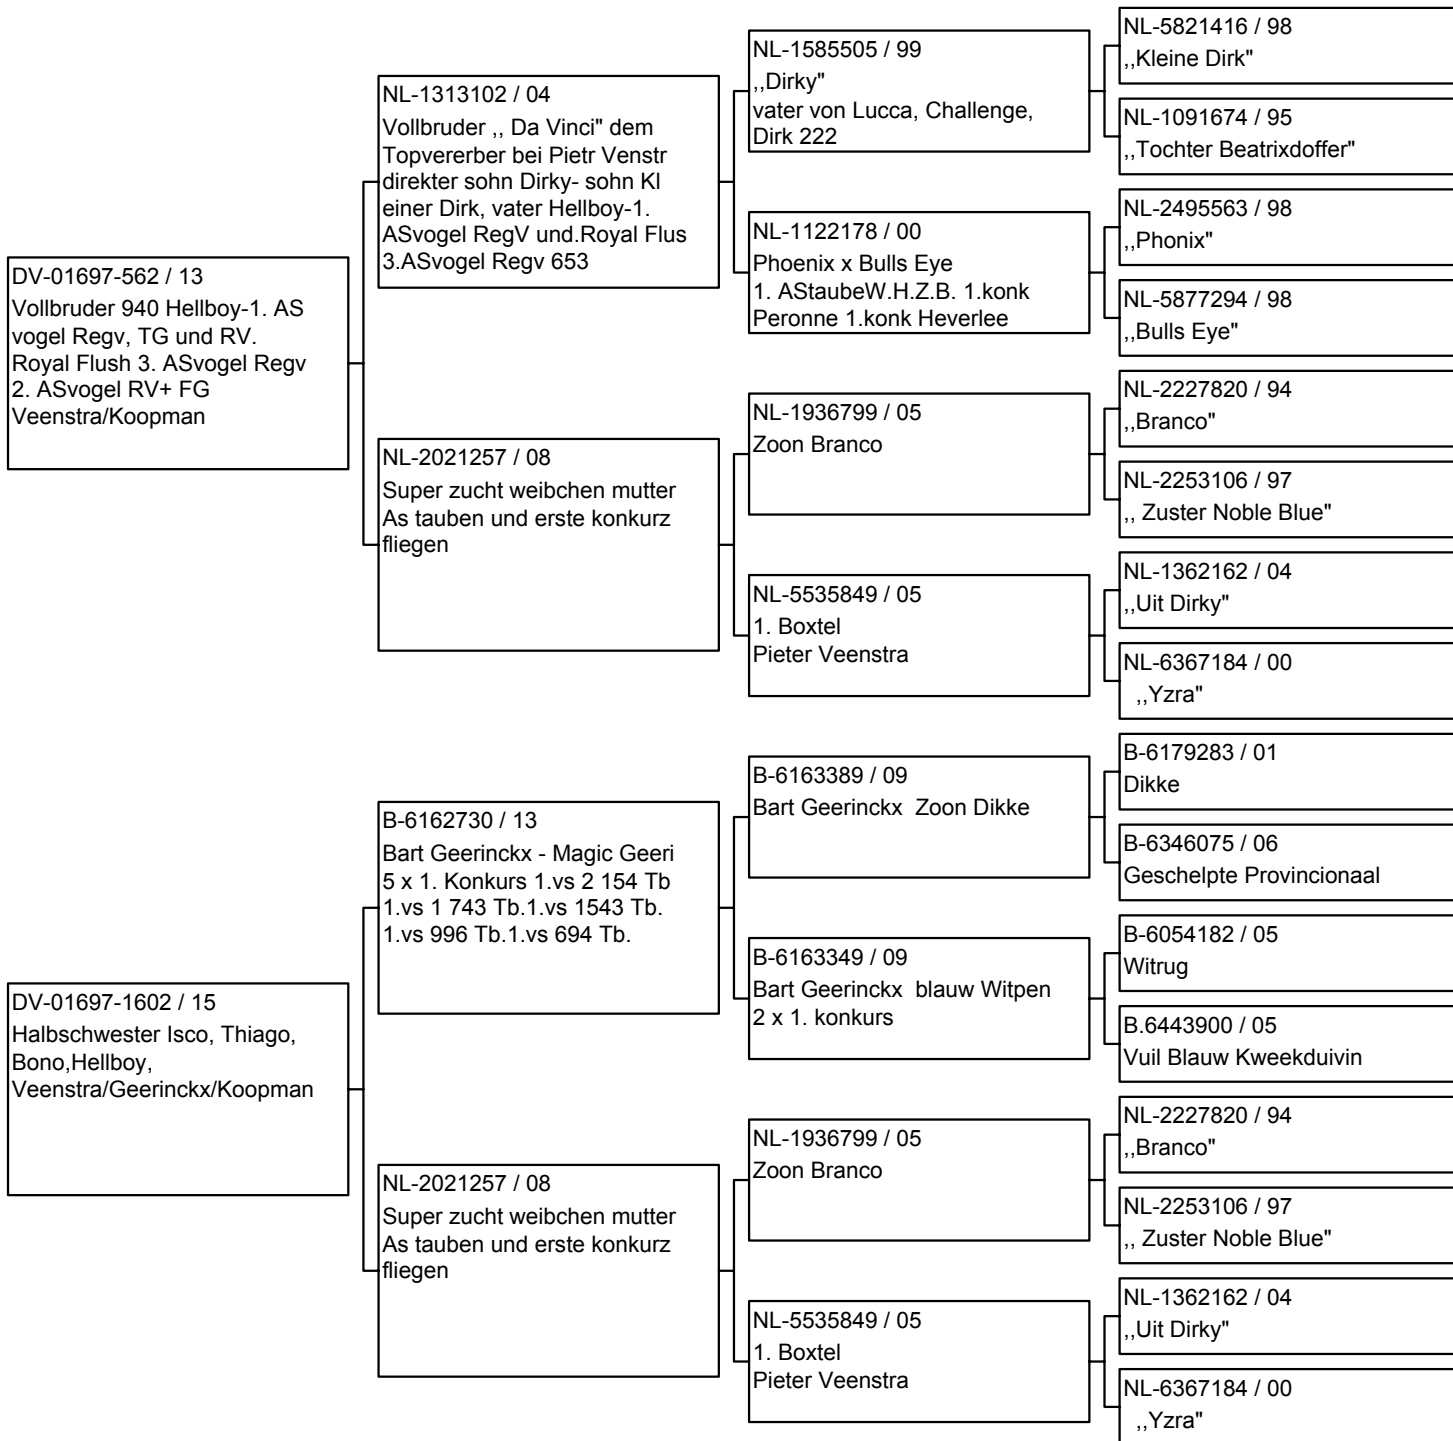 DV-01697-562 / 13
Vollbruder 940 Hellboy-1. AS
vogel Regv, TG und RV.
Royal Flush 3. ASvogel Regv
2. ASvogel RV+ FG
Veenstra/Koopman
NL-1313102 / 04
Vollbruder ,, Da Vinci" dem
Topvererber bei Pietr Venstr
direkter sohn Dirky- sohn Kl
einer Dirk, vater Hellboy-1.
ASvogel RegV und.Royal Flus
3.ASvogel Regv 653
NL-1585505 / 99
,,Dirky"
vater von Lucca, Challenge,
Dirk 222
NL-5821416 / 98
,,Kleine Dirk"
NL-1091674 / 95
,,Tochter Beatrixdoffer"
NL-1122178 / 00
Phoenix x Bulls Eye
1. AStaubeW.H.Z.B. 1.konk
Peronne 1.konk Heverlee
NL-2495563 / 98
,,Phonix"
NL-5877294 / 98
,,Bulls Eye"
NL-2021257 / 08
Super zucht weibchen mutter
As tauben und erste konkurz
fliegen
NL-1936799 / 05
Zoon Branco
NL-2227820 / 94
,,Branco"
NL-2253106 / 97
,, Zuster Noble Blue"
NL-5535849 / 05
1. Boxtel
Pieter Veenstra
NL-1362162 / 04
,,Uit Dirky"
NL-6367184 / 00
,,Yzra"
DV-01697-1602 / 15
Halbschwester Isco, Thiago,
Bono,Hellboy,
Veenstra/Geerinckx/Koopman
B-6162730 / 13
Bart Geerinckx - Magic Geeri
5 x 1. Konkurs 1.vs 2 154 Tb
1.vs 1 743 Tb.1.vs 1543 Tb.
1.vs 996 Tb.1.vs 694 Tb.
B-6163389 / 09
Bart Geerinckx  Zoon Dikke
B-6179283 / 01
Dikke
B-6346075 / 06
Geschelpte Provincionaal
B-6163349 / 09
Bart Geerinckx  blauw Witpen
2 x 1. konkurs
B-6054182 / 05
Witrug
B.6443900 / 05
Vuil Blauw Kweekduivin
NL-2021257 / 08
Super zucht weibchen mutter
As tauben und erste konkurz
fliegen
NL-1936799 / 05
Zoon Branco
NL-2227820 / 94
,,Branco"
NL-2253106 / 97
,, Zuster Noble Blue"
NL-5535849 / 05
1. Boxtel
Pieter Veenstra
NL-1362162 / 04
,,Uit Dirky"
NL-6367184 / 00
,,Yzra"